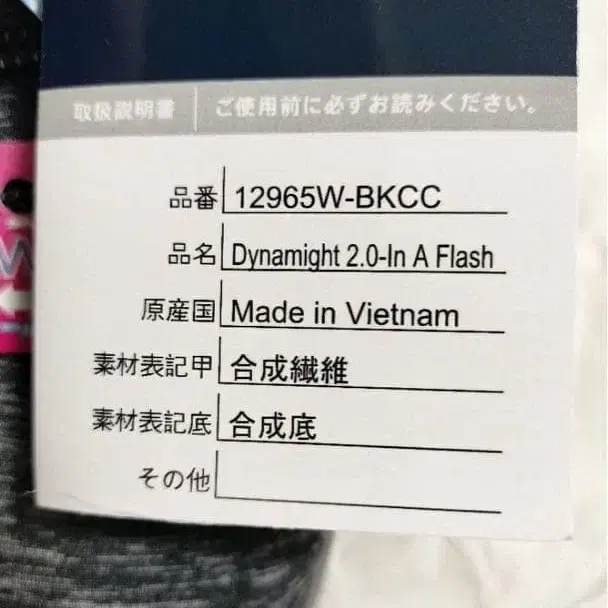 取扱説明書 ご使用前に必ずお読みください。
品番 12965W-BKCC
品名 Dynamight 2.0-In A Flash
原産国 Made in Vietnam
素材表記甲 合成繊維
素材表記底 合成底
その他